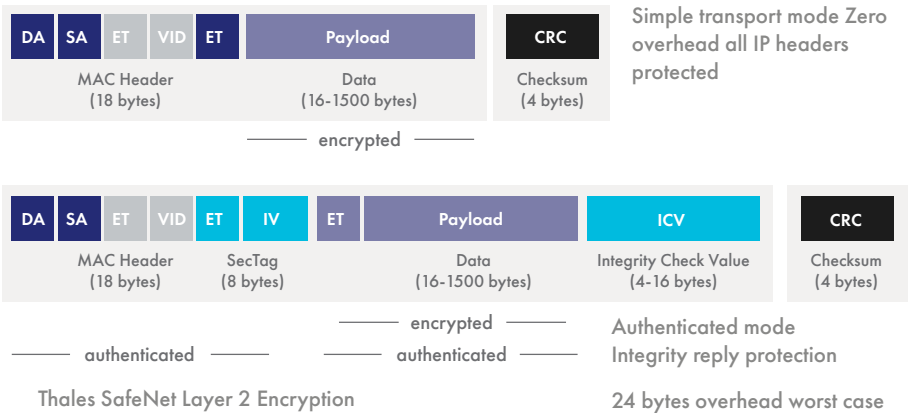 DA SA ET VID ET Payload CRC
MAC Header Data Checksum
(18 bytes) (16-1500 bytes) (4 bytes)
encrypted
Simple transport mode Zero
overhead all IP headers
protected
DA SA ET VID ET IV ET Payload ICV CRC
MAC Header SecTag Data Integrity Check Value Checksum
(18 bytes) (8 bytes) (16-1500 bytes) (4-16 bytes) (4 bytes)
encrypted
authenticated authenticated
Authenticated mode
Integrity reply protection
Thales SafeNet Layer 2 Encryption
24 bytes overhead worst case